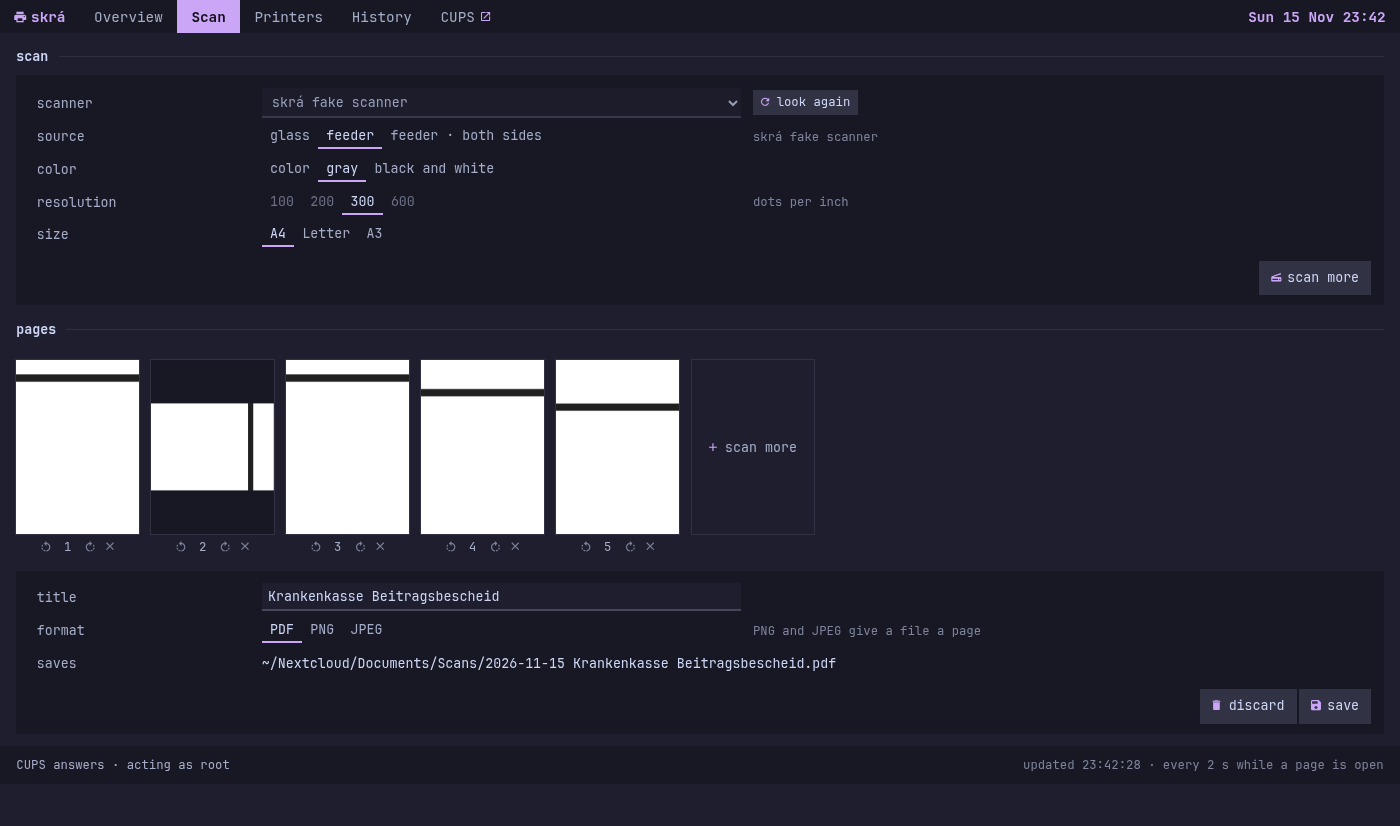 skrá Overview Scan Printers History CUPS Sun 15 Nov 23:42
scan
scanner skrá fake scanner look again
source glass feeder feeder · both sides skrá fake scanner
color color gray black and white
resolution 100 200 300 600 dots per inch
size A4 Letter A3
scan more
pages
+ scan more
1 2 3 4 5
title Krankenkasse Beitragsbescheid
format PDF PNG JPEG PNG and JPEG give a file a page
saves ~/Nextcloud/Documents/Scans/2026-11-15 Krankenkasse Beitragsbescheid.pdf
discard save
CUPS answers · acting as root updated 23:42:28 · every 2 s while a page is open